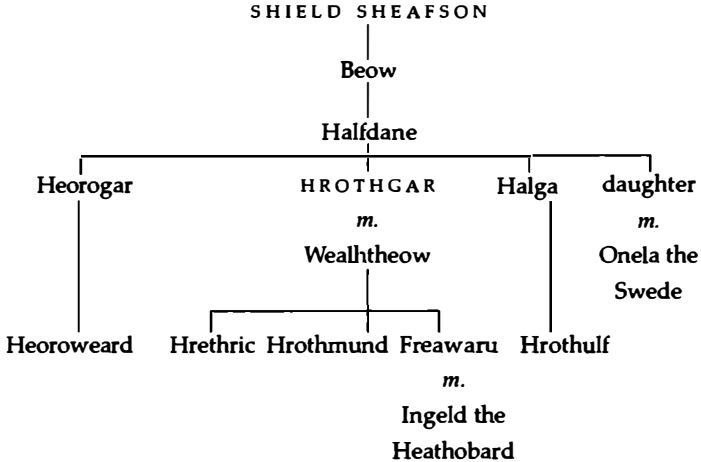 SHIELD SHEAFSON
Beow
Halfdane
Heorogar HROTHGAR Halga daughter
m. m.
Wealhtheow Onela the
Swede
Heoroweard Hrethric Hrothmund Freawaru Hrothulf
m.
Ingeld the
Heathobard